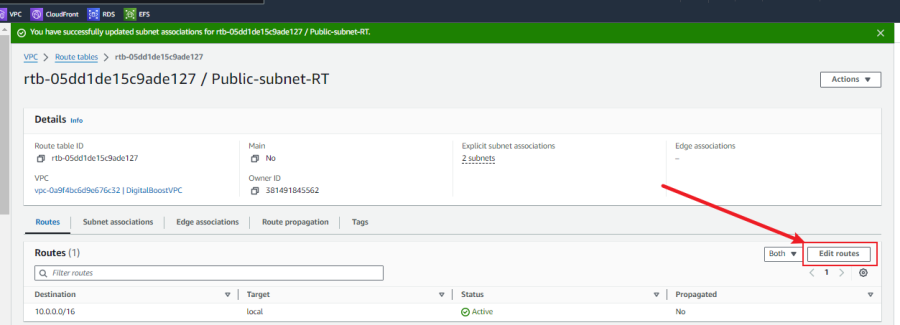 VPC CloudFront RDS EFS
You have successfully updated subnet associations for rtb-05dd1de15c9ade127 / Public-subnet-RT.
VPC > Route tables > rtb-05dd1de15c9ade127
rtb-05dd1de15c9ade127 / Public-subnet-RT
Actions
Details Info
Route table ID Main Explicit subnet associations Edge associations
rtb-05dd1de15c9ade127 No 2 subnets –
VPC Owner ID
vpc-0a9f4bc6d9e676c32 | DigitalBoostVPC 381491845562
Routes Subnet associations Edge associations Route propagation Tags
Routes (1) Both Edit routes
Filter routes < 1 >
Destination Target Status Propagated
10.0.0.0/16 local Active No